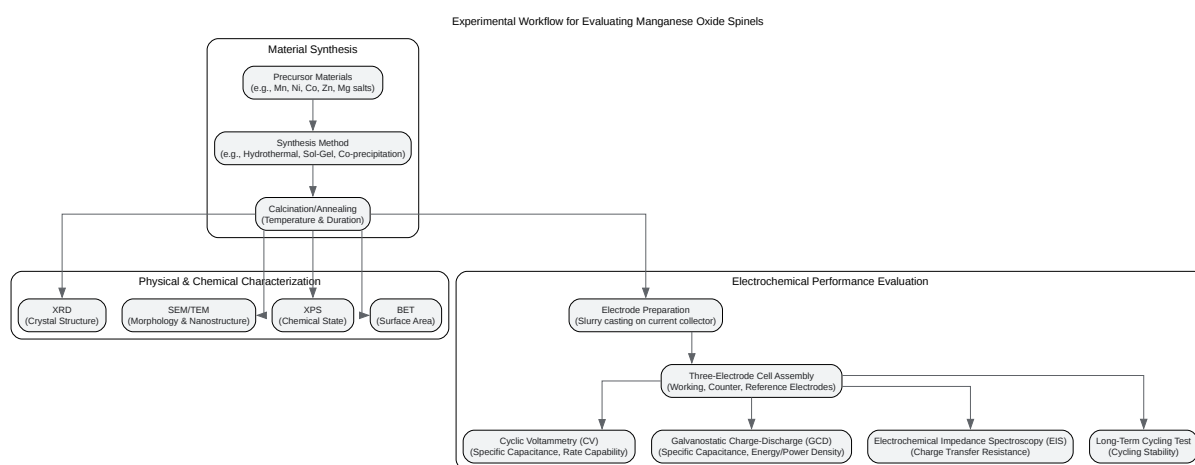 Experimental Workflow for Evaluating Manganese Oxide Spinels
Material Synthesis
Precursor Materials
(e.g., Mn, Ni, Co, Zn, Mg salts)
Synthesis Method
(e.g., Hydrothermal, Sol-Gel, Co-precipitation)
Calcination/Annealing
(Temperature & Duration)
Physical & Chemical Characterization
XRD
(Crystal Structure)
SEM/TEM
(Morphology & Nanostructure)
XPS
(Chemical State)
BET
(Surface Area)
Electrochemical Performance Evaluation
Electrode Preparation
(Slurry casting on current collector)
Three-Electrode Cell Assembly
(Working, Counter, Reference Electrodes)
Cyclic Voltammetry (CV)
(Specific Capacitance, Rate Capability)
Galvanostatic Charge-Discharge (GCD)
(Specific Capacitance, Energy/Power Density)
Electrochemical Impedance Spectroscopy (EIS)
(Charge Transfer Resistance)
Long-Term Cycling Test
(Cycling Stability)